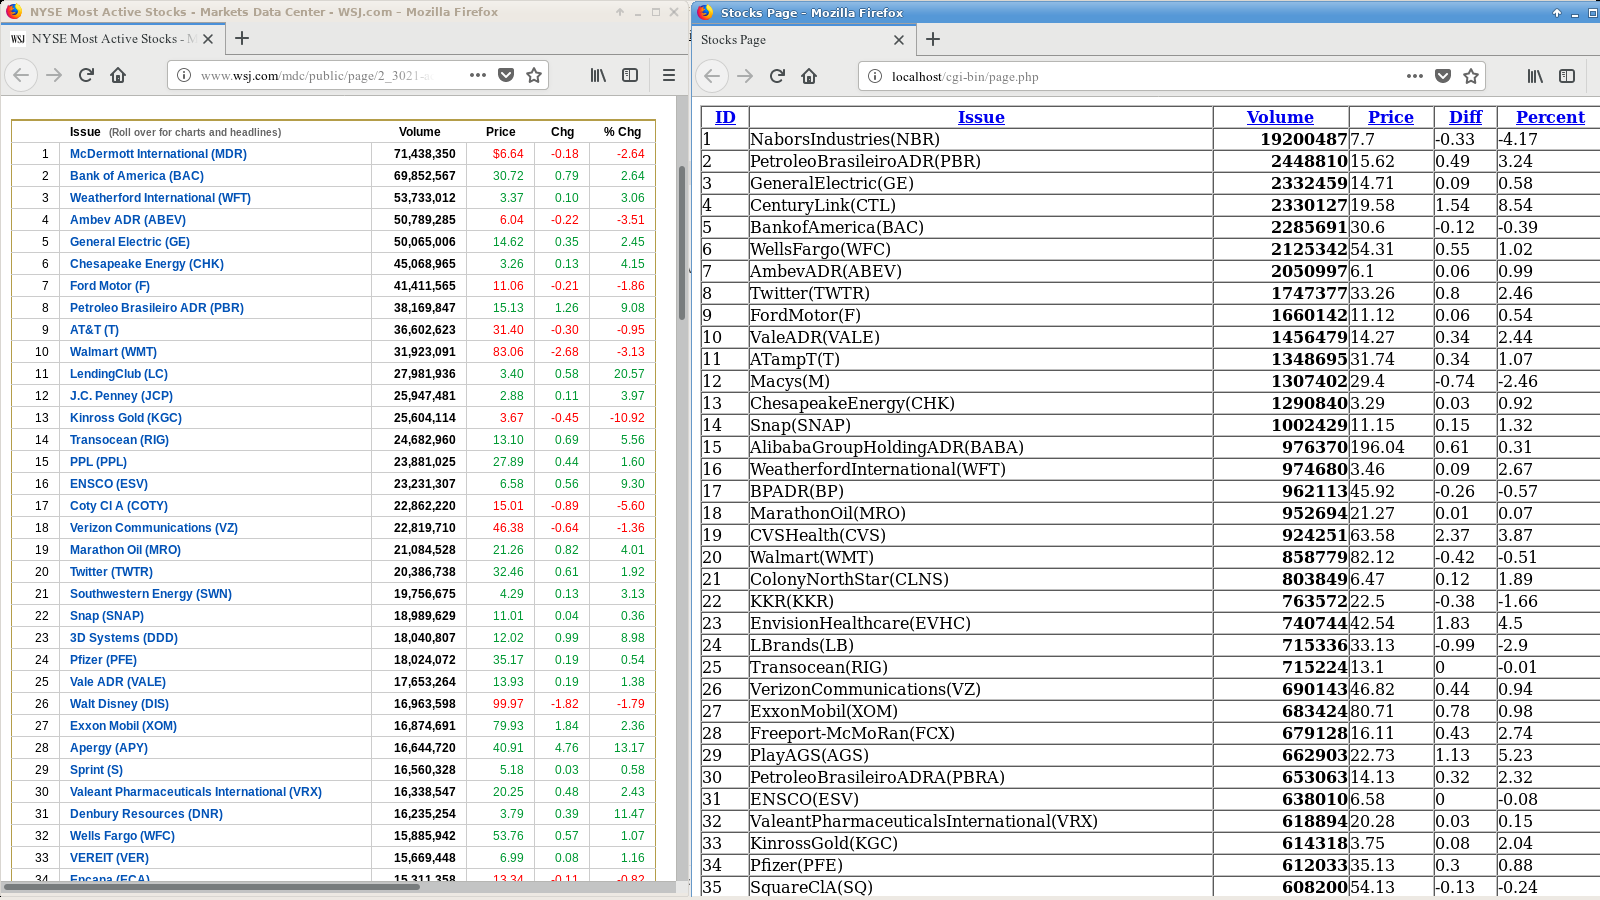 NYSE Most Active Stocks - Markets Data Center - WSJ.com - Mozilla Firefox
WSJ NYSE Most Active Stocks - M
www.wsj.com/mdc/public/page/2_3021-a
Issue (Roll over for charts and headlines) Volume Price Chg % Chg
1 McDermott International (MDR) 71,438,350 $6.64 -0.18 -2.64
2 Bank of America (BAC) 69,852,567 30.72 0.79 2.64
3 Weatherford International (WFT) 53,733,012 3.37 0.10 3.06
4 Ambev ADR (ABEV) 50,789,285 6.04 -0.22 -3.51
5 General Electric (GE) 50,065,006 14.62 0.35 2.45
6 Chesapeake Energy (CHK) 45,068,965 3.26 0.13 4.15
7 Ford Motor (F) 41,411,565 11.06 -0.21 -1.86
8 Petroleo Brasileiro ADR (PBR) 38,169,847 15.13 1.26 9.08
9 AT&T (T) 36,602,623 31.40 -0.30 -0.95
10 Walmart (WMT) 31,923,091 83.06 -2.68 -3.13
11 LendingClub (LC) 27,981,936 3.40 0.58 20.57
12 J.C. Penney (JCP) 25,947,481 2.88 0.11 3.97
13 Kinross Gold (KGC) 25,604,114 3.67 -0.45 -10.92
14 Transocean (RIG) 24,682,960 13.10 0.69 5.56
15 PPL (PPL) 23,881,025 27.89 0.44 1.60
16 ENSCO (ESV) 23,231,307 6.58 0.56 9.30
17 Coty Cl A (COTY) 22,862,220 15.01 -0.89 -5.60
18 Verizon Communications (VZ) 22,819,710 46.38 -0.64 -1.36
19 Marathon Oil (MRO) 21,084,528 21.26 0.82 4.01
20 Twitter (TWTR) 20,386,738 32.46 0.61 1.92
21 Southwestern Energy (SWN) 19,756,675 4.29 0.13 3.13
22 Snap (SNAP) 18,989,629 11.01 0.04 0.36
23 3D Systems (DDD) 18,040,807 12.02 0.99 8.98
24 Pfizer (PFE) 18,024,072 35.17 0.19 0.54
25 Vale ADR (VALE) 17,653,264 13.93 0.19 1.38
26 Walt Disney (DIS) 16,963,598 99.97 -1.82 -1.79
27 Exxon Mobil (XOM) 16,874,691 79.93 1.84 2.36
28 Apergy (APY) 16,644,720 40.91 4.76 13.17
29 Sprint (S) 16,560,328 5.18 0.03 0.58
30 Valeant Pharmaceuticals International (VRX) 16,338,547 20.25 0.48 2.43
31 Denbury Resources (DNR) 16,235,254 3.79 0.39 11.47
32 Wells Fargo (WFC) 15,885,942 53.76 0.57 1.07
33 VEREIT (VER) 15,669,448 6.99 0.08 1.16
34 Encana (ECA) 15,311,358 13.34 -0.11 -0.82
Stocks Page - Mozilla Firefox
Stocks Page
localhost/cgi-bin/page.php
ID Issue Volume Price Diff Percent
1 NaborsIndustries(NBR) 19200487 7.7 -0.33 -4.17
2 PetroleoBrasileiroADR(PBR) 2448810 15.62 0.49 3.24
3 GeneralElectric(GE) 2332459 14.71 0.09 0.58
4 CenturyLink(CTL) 2330127 19.58 1.54 8.54
5 BankofAmerica(BAC) 2285691 30.6 -0.12 -0.39
6 WellsFargo(WFC) 2125342 54.31 0.55 1.02
7 AmbevADR(ABEV) 2050997 6.1 0.06 0.99
8 Twitter(TWTR) 1747377 33.26 0.8 2.46
9 FordMotor(F) 1660142 11.12 0.06 0.54
10 ValeADR(VALE) 1456479 14.27 0.34 2.44
11 ATampT(T) 1348695 31.74 0.34 1.07
12 Macys(M) 1307402 29.4 -0.74 -2.46
13 ChesapeakeEnergy(CHK) 1290840 3.29 0.03 0.92
14 Snap(SNAP) 1002429 11.15 0.15 1.32
15 AlibabaGroupHoldingADR(BABA) 976370 196.04 0.61 0.31
16 WeatherfordInternational(WFT) 974680 3.46 0.09 2.67
17 BPADR(BP) 962113 45.92 -0.26 -0.57
18 MarathonOil(MRO) 952694 21.27 0.01 0.07
19 CVSHealth(CVS) 924251 63.58 2.37 3.87
20 Walmart(WMT) 858779 82.12 -0.42 -0.51
21 ColonyNorthStar(CLNS) 803849 6.47 0.12 1.89
22 KKR(KKR) 763572 22.5 -0.38 -1.66
23 EnvisionHealthcare(EVHC) 740744 42.54 1.83 4.5
24 LBrands(LB) 715336 33.13 -0.99 -2.9
25 Transocean(RIG) 715224 13.1 0 -0.01
26 VerizonCommunications(VZ) 690143 46.82 0.44 0.94
27 ExxonMobil(XOM) 683424 80.71 0.78 0.98
28 Freeport-McMoRan(FCX) 679128 16.11 0.43 2.74
29 PlayAGS(AGS) 662903 22.73 1.13 5.23
30 PetroleoBrasileiroADRA(PBRA) 653063 14.13 0.32 2.32
31 ENSCO(ESV) 638010 6.58 0 -0.08
32 ValeantPharmaceuticalsInternational(VRX) 618894 20.28 0.03 0.15
33 KinrossGold(KGC) 614318 3.75 0.08 2.04
34 Pfizer(PFE) 612033 35.13 0.3 0.88
35 SquareClA(SQ) 608200 54.13 -0.13 -0.24